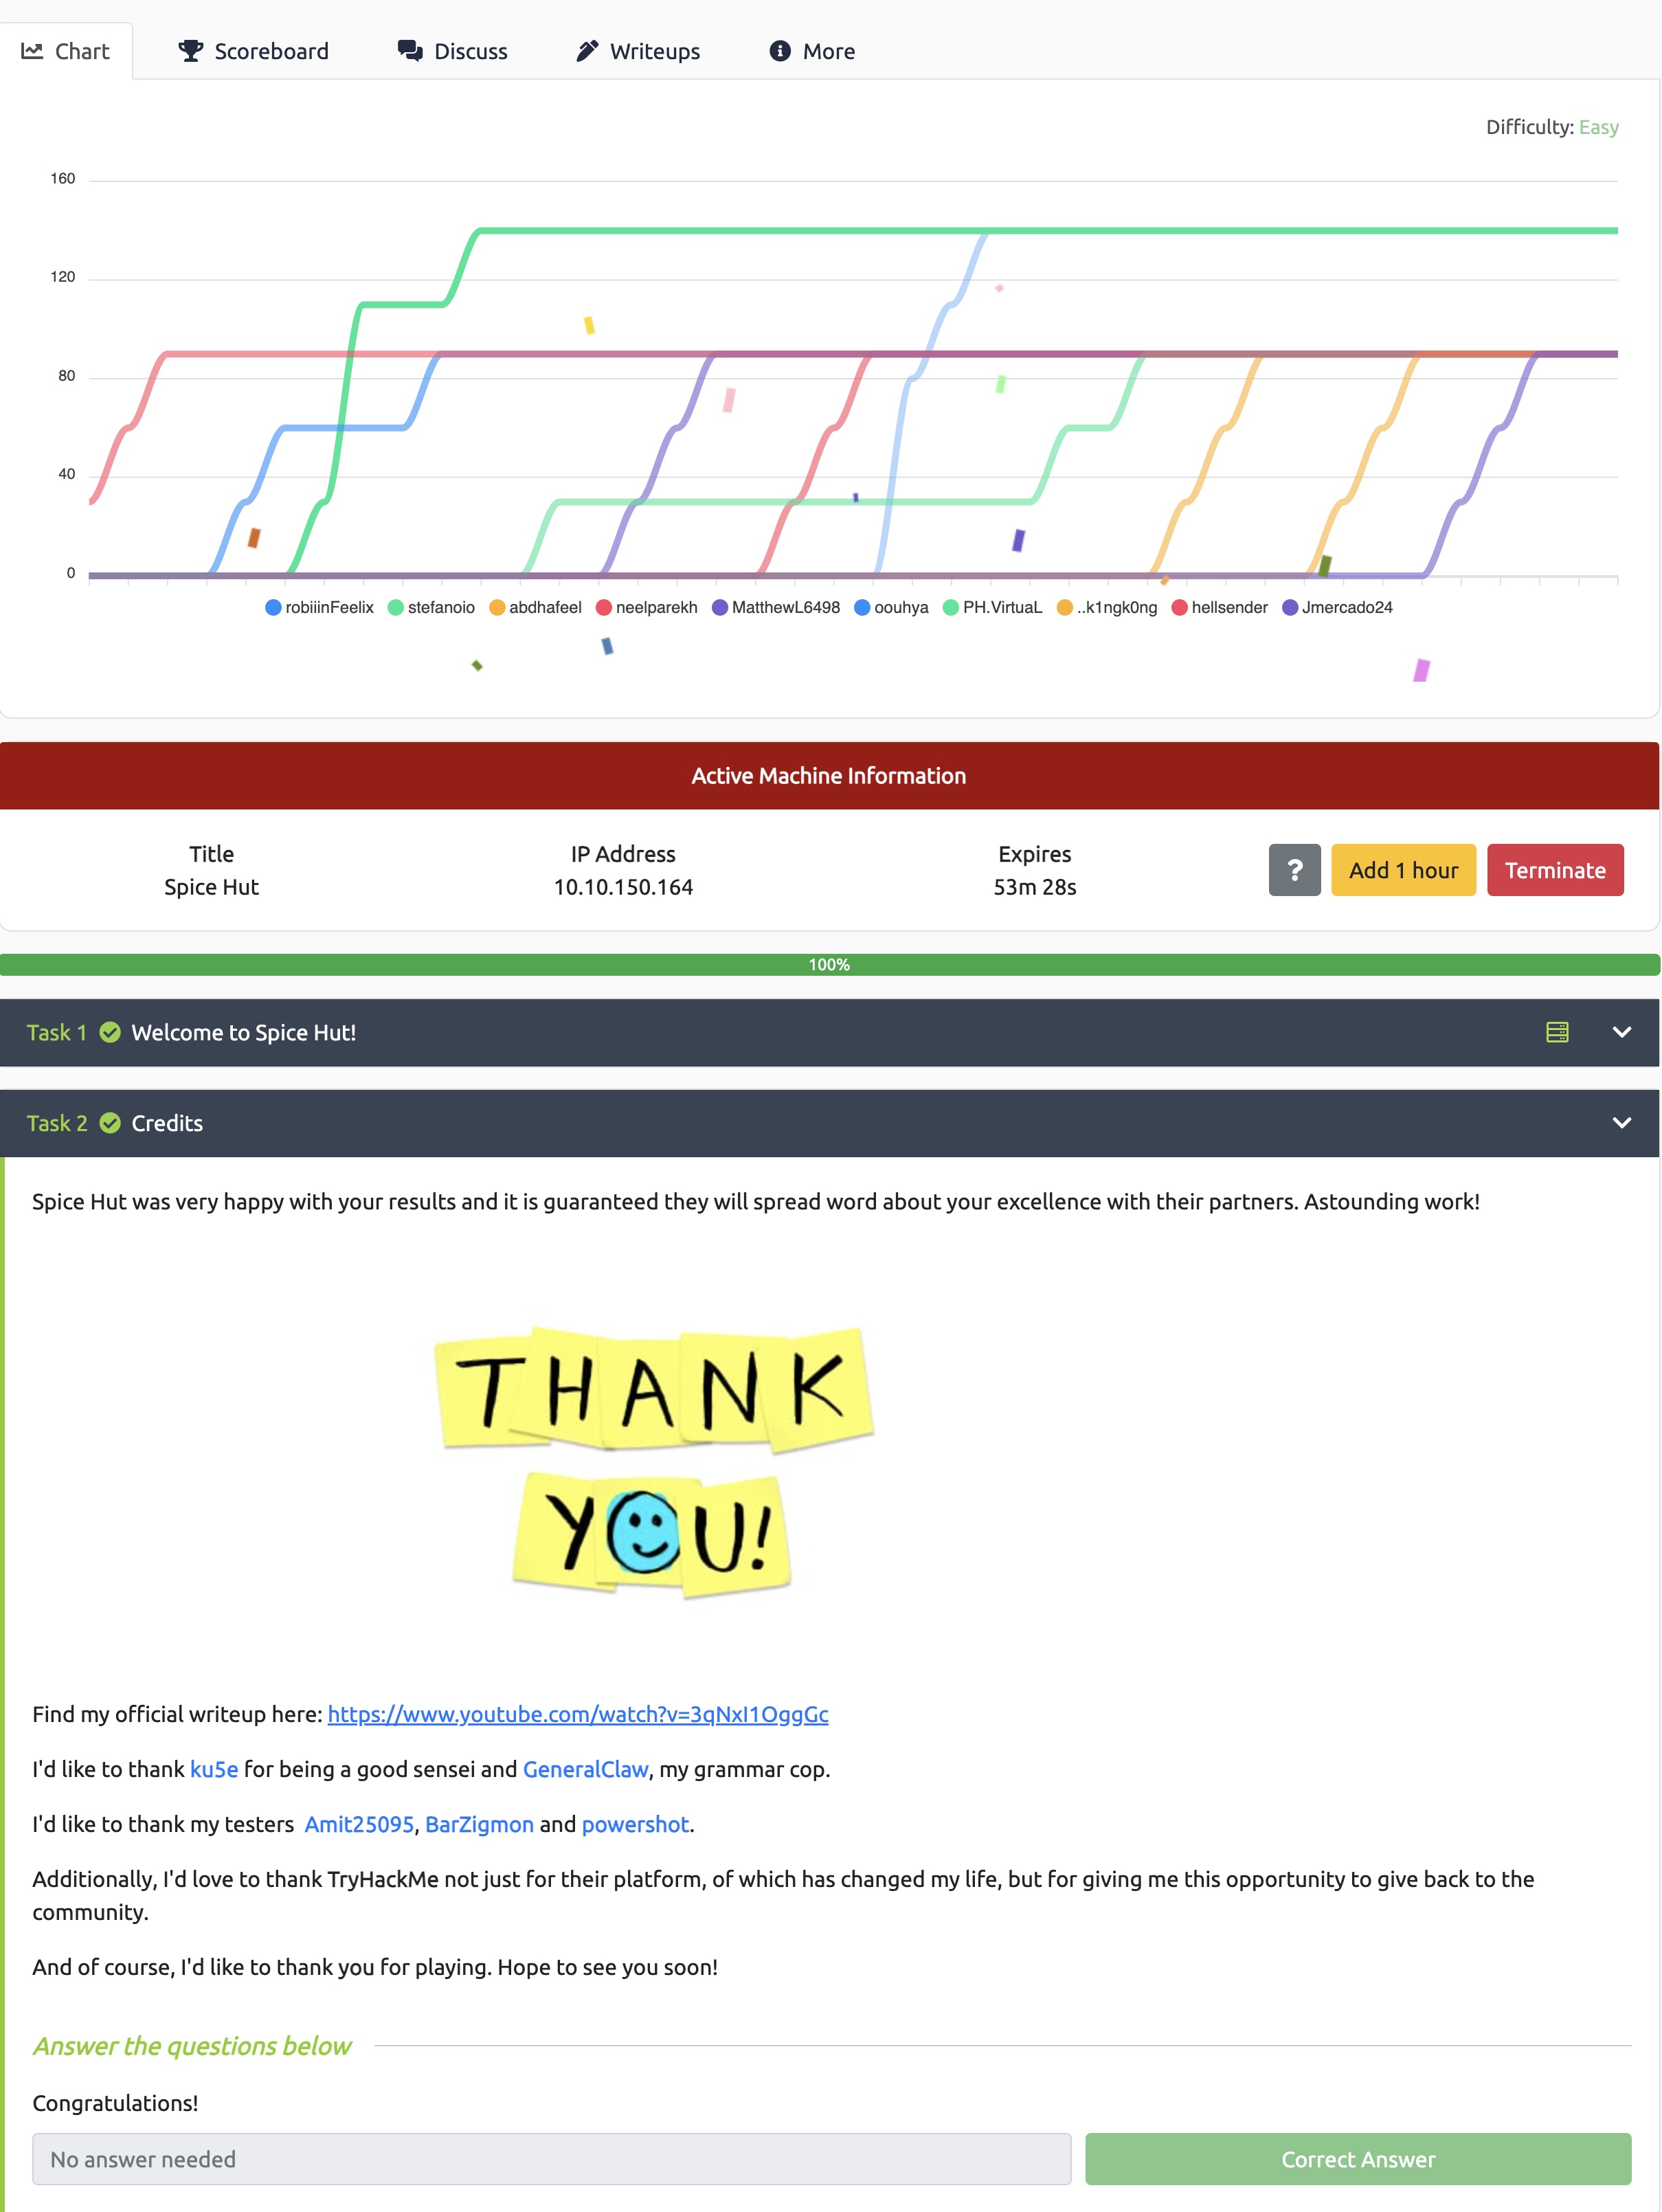 Chart Scoreboard Discuss Writeups More
Difficulty: Easy
160
120
80
40
0
robiiinFeelix stefanoio abdhafeel neelparekh MatthewL6498 oouhya PH.VirtuaL ..k1ngk0ng hellsender Jmercado24
Active Machine Information
Title IP Address Expires
Spice Hut 10.10.150.164 53m 28s
? Add 1 hour Terminate
100%
Task 1 Welcome to Spice Hut!
Task 2 Credits
Spice Hut was very happy with your results and it is guaranteed they will spread word about your excellence with their partners. Astounding work!
THANK
YOU!
Find my official writeup here: https://www.youtube.com/watch?v=3qNxI1OggGc
I'd like to thank ku5e for being a good sensei and GeneralClaw, my grammar cop.
I'd like to thank my testers Amit25095, BarZigmon and powershot.
Additionally, I'd love to thank TryHackMe not just for their platform, of which has changed my life, but for giving me this opportunity to give back to the
community.
And of course, I'd like to thank you for playing. Hope to see you soon!
Answer the questions below
Congratulations!
No answer needed Correct Answer